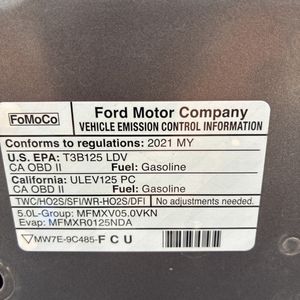 FoMoCo
Ford Motor Company
VEHICLE EMISSION CONTROL INFORMATION
Conforms to regulations: 2021 MY
U.S. EPA: T3B125 LDV
CA OBD II Fuel: Gasoline
California: ULEV125 PC
CA OBD II Fuel: Gasoline
TWC/HO2S/SFI/WR-HO2S/DFI No adjustments needed.
5.0L-Group: MFMXV05.0VKN
Evap: MFMXR0125NDA
MW7E-9C485-FCU